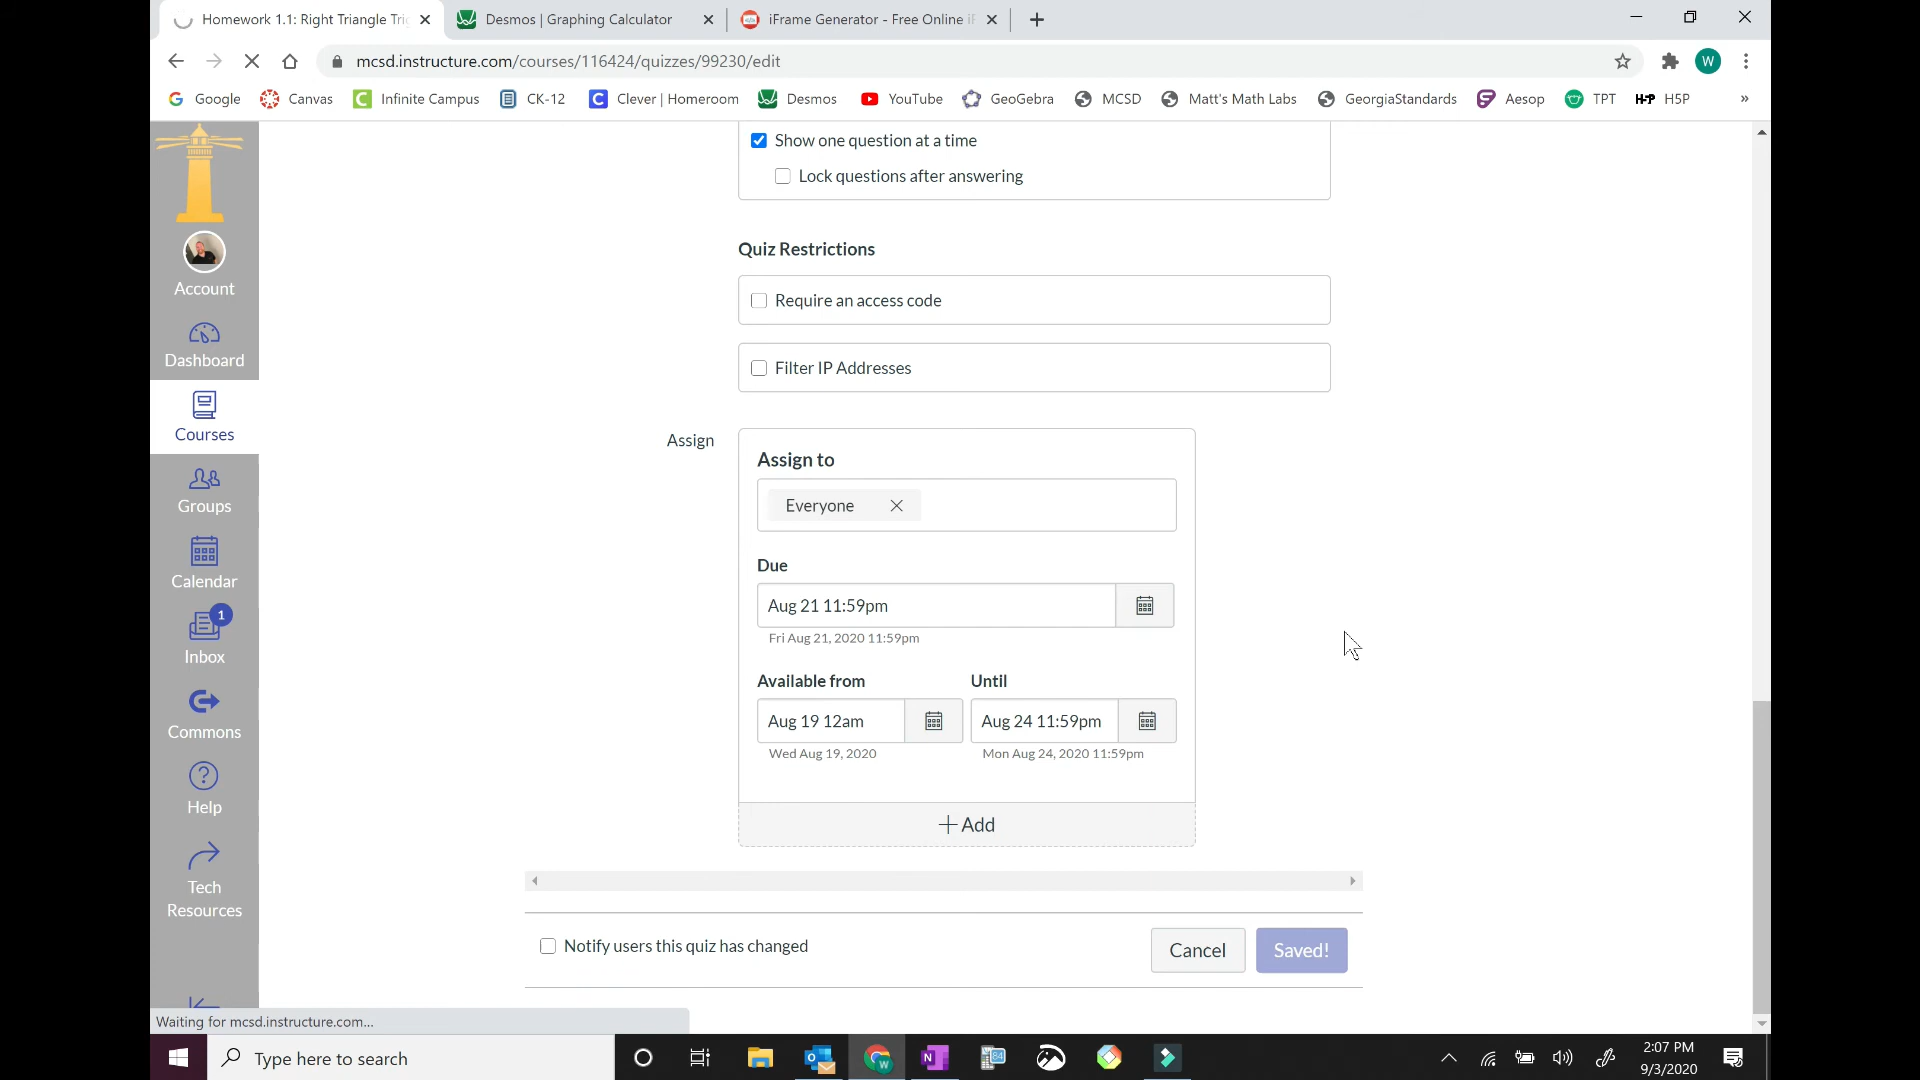 Homework 1.1: Right Triangle Trig
Desmos | Graphing Calculator
iFrame Generator - Free Online iF
mcsd.instructure.com/courses/116424/quizzes/99230/edit
W
Google
Canvas
Infinite Campus
CK-12
Clever | Homeroom
Desmos
YouTube
GeoGebra
MCSD
Matt's Math Labs
GeorgiaStandards
Aesop
TPT
H5P
»
Account
Dashboard
Courses
Groups
Calendar
1
Inbox
Commons
Help
Tech
Resources
Show one question at a time
Lock questions after answering
Quiz Restrictions
Require an access code
Filter IP Addresses
Assign
Assign to
Everyone
Due
Aug 21 11:59pm
Fri Aug 21, 2020 11:59pm
Available from
Until
Aug 19 12am
Aug 24 11:59pm
Wed Aug 19, 2020
Mon Aug 24, 2020 11:59pm
+ Add
Notify users this quiz has changed
Cancel
Saved!
Waiting for mcsd.instructure.com...
Type here to search
2:07 PM
9/3/2020